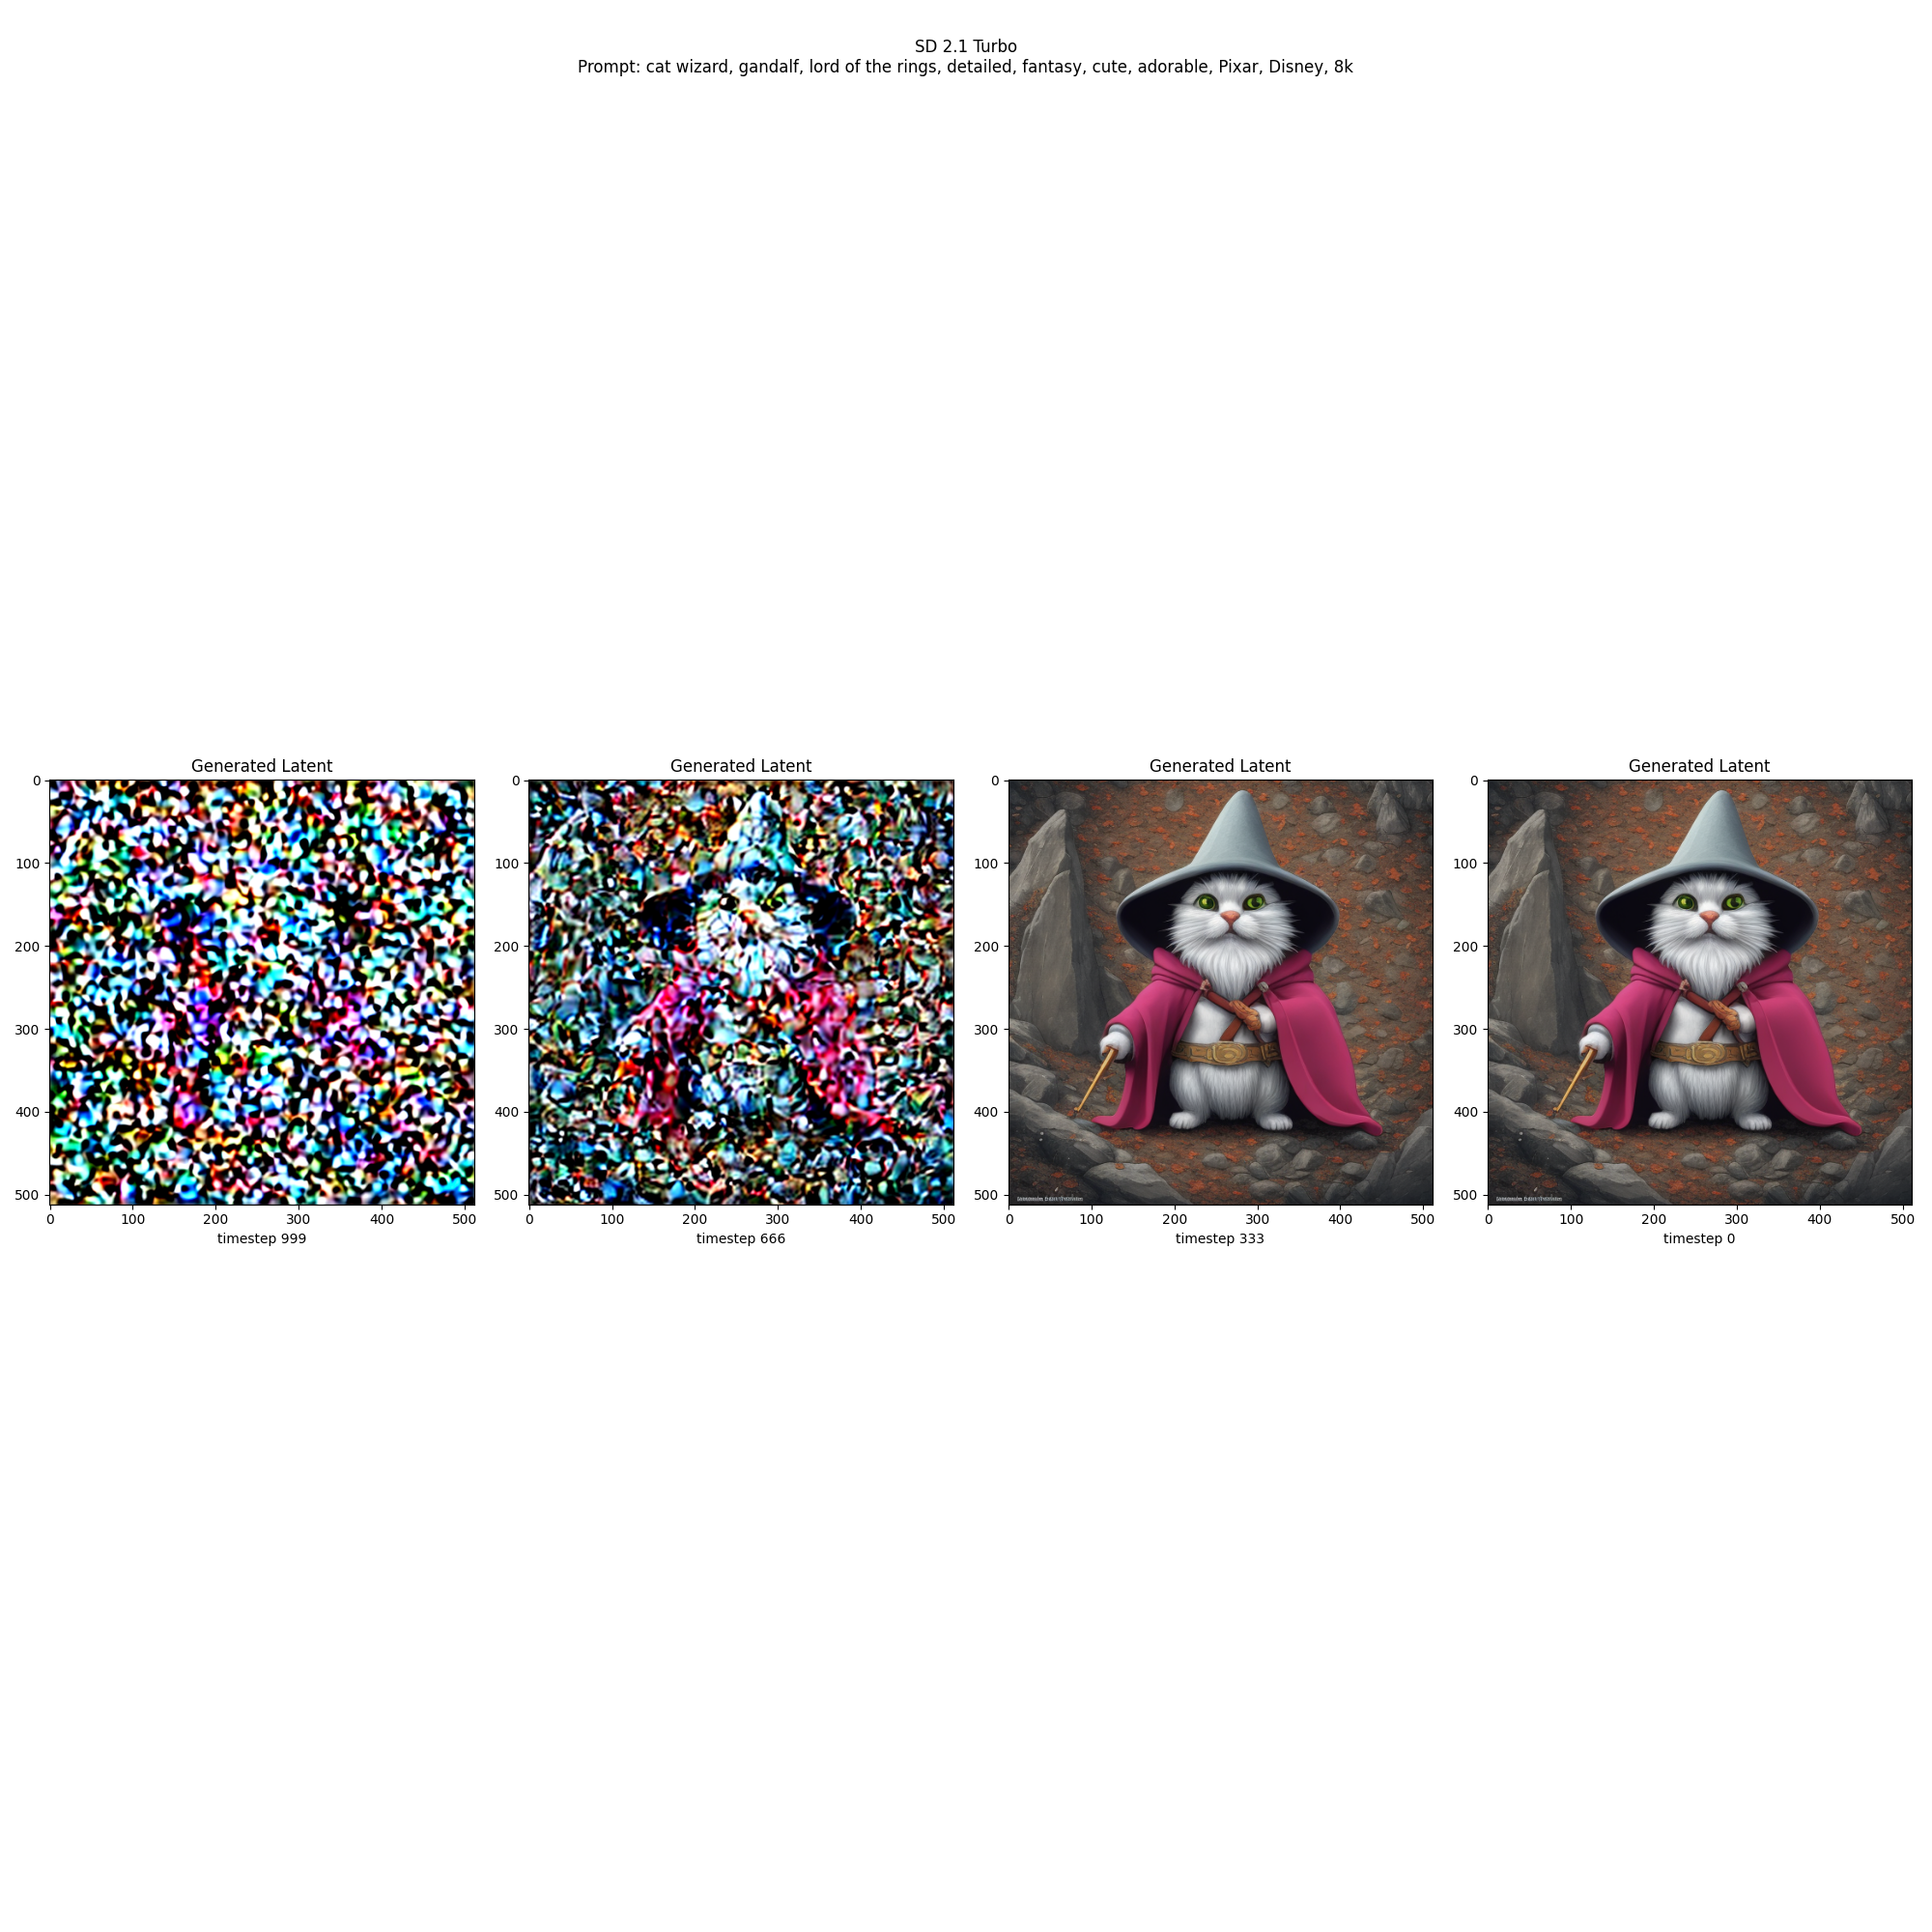 SD 2.1 Turbo
Prompt: cat wizard, gandalf, lord of the rings, detailed, fantasy, cute, adorable, Pixar, Disney, 8k
Generated Latent
Generated Latent
Generated Latent
Generated Latent
0
100
200
300
400
500
0
100
200
300
400
500
0
100
200
300
400
500
0
100
200
300
400
500
0 100 200 300 400 500
0 100 200 300 400 500
0 100 200 300 400 500
0 100 200 300 400 500
timestep 999
timestep 666
timestep 333
timestep 0